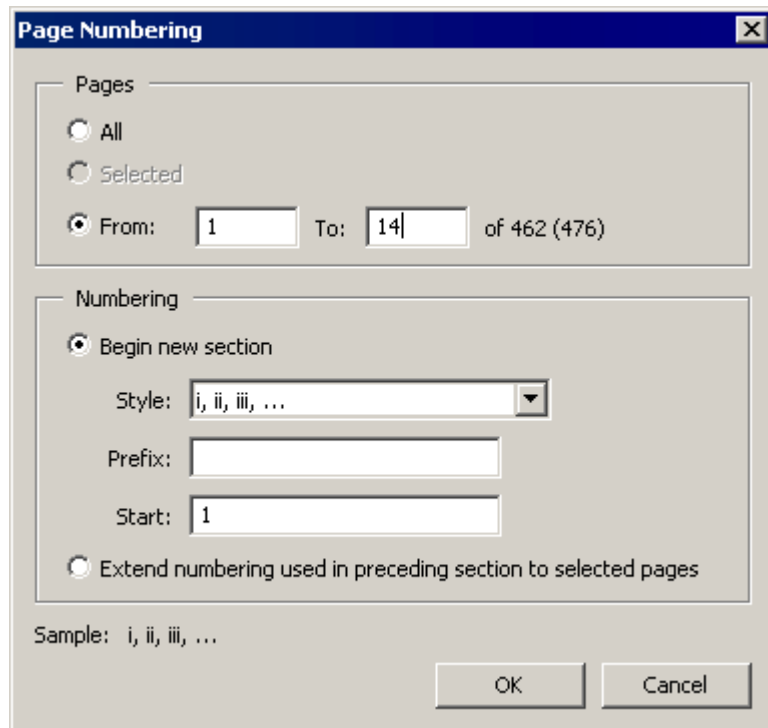 Page Numbering
Pages
All
Selected
From: 1 To: 14 of 462 (476)
Numbering
Begin new section
Style: i, ii, iii, ...
Prefix:
Start: 1
Extend numbering used in preceding section to selected pages
Sample: i, ii, iii, ...
OK Cancel